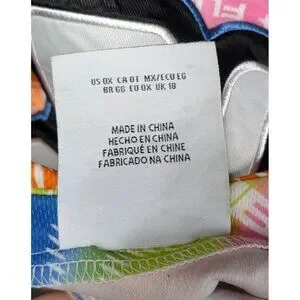 US 0X CA 0T MX/ECU EG
BR GG EU 0X UK 18
MADE IN CHINA
HECHO EN CHINA
FABRIQUÉ EN CHINE
FABRICADO NA CHINA
FL